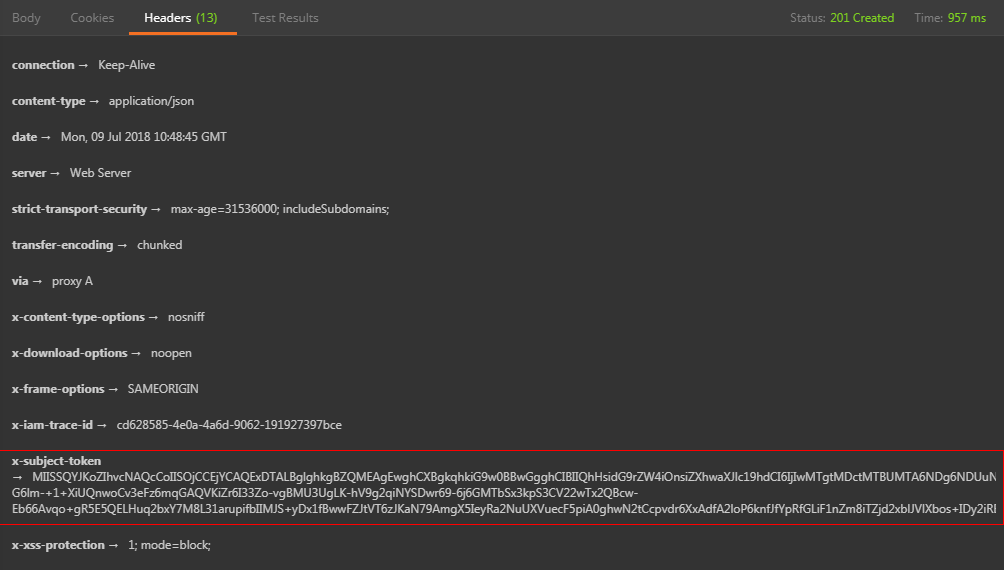 Body Cookies Headers (13) Test Results Status: 201 Created Time: 957 ms
connection → Keep-Alive
content-type → application/json
date → Mon, 09 Jul 2018 10:48:45 GMT
server → Web Server
strict-transport-security → max-age=31536000; includeSubdomains;
transfer-encoding → chunked
via → proxy A
x-content-type-options → nosniff
x-download-options → noopen
x-frame-options → SAMEORIGIN
x-iam-trace-id → cd628585-4e0a-4a6d-9062-191927397bce
x-subject-token
→ MIISSQYJKoZIhvcNAQcCoIISOjCCEjYCAQExDTALBglghkgBZQMEAgEwghCXBgkqhkiG9w0BBwGgghCIBIIQhHsidG9rZW4iOnsiZXhwaXJlc19hdCI6IjIwMTgtMDctMTBUMTA6NDg6NDUuN
G6lm-+1+XiUQnwoCv3eFz6mqGAQVKiZr6I33Zo-vgBMU3UgLK-hV9g2qiNYSDwr69-6j6GMTbSx3kpS3CV22wTx2QBcw-
Eb66Avqo+gR5E5QELHuq2bxY7M8L31arupifbIIMJS+yDx1fBwwFZJtVT6zJKaN79AmgX5IeyRa2NuUXVuecF5piA0ghwN2tCcpvdr6XxAdfA2loP6knfJfYpRfGLiF1nZm8iTZjd2xbIJVlXbos+IDy2iRl
x-xss-protection → 1; mode=block;